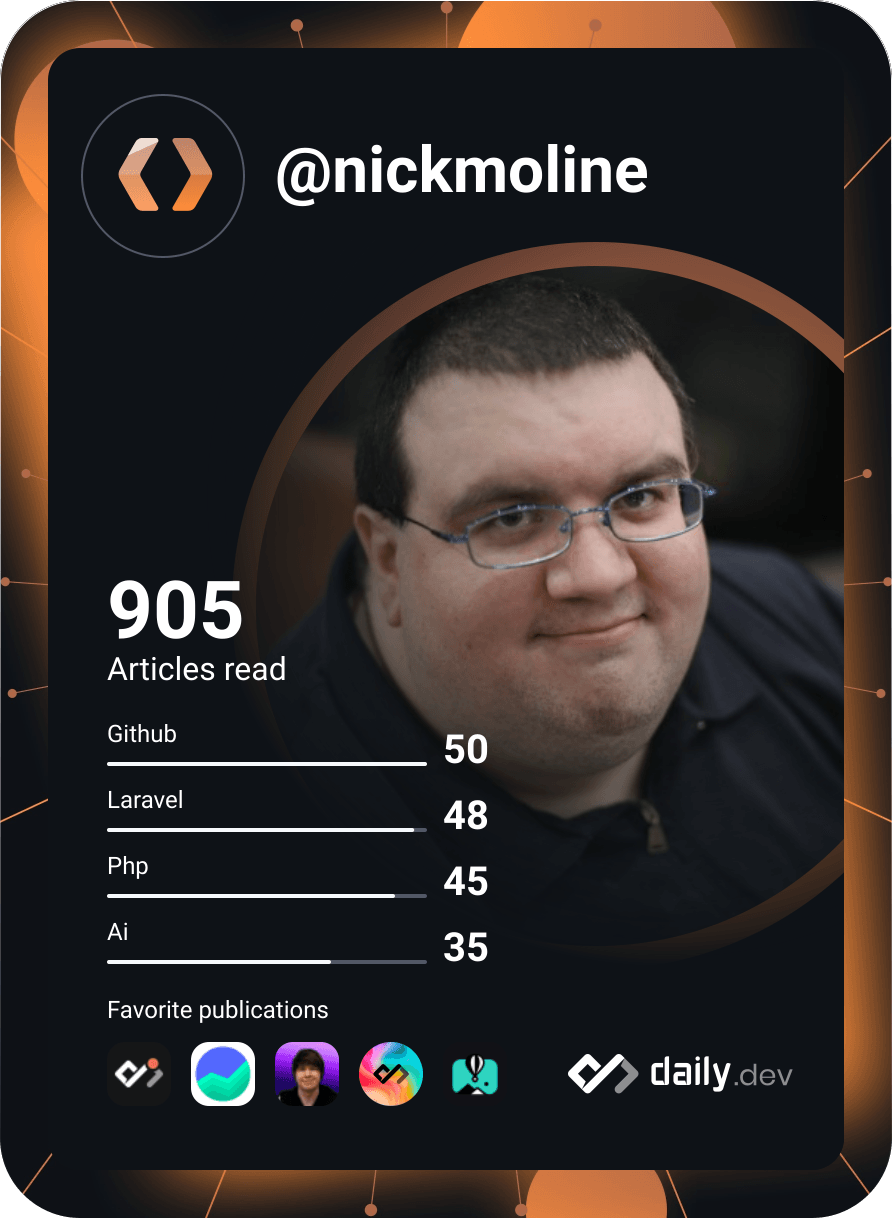 @nickmoline
905
Articles read
Github
50
Laravel
48
Php
45
Ai
35
Favorite publications
daily.dev